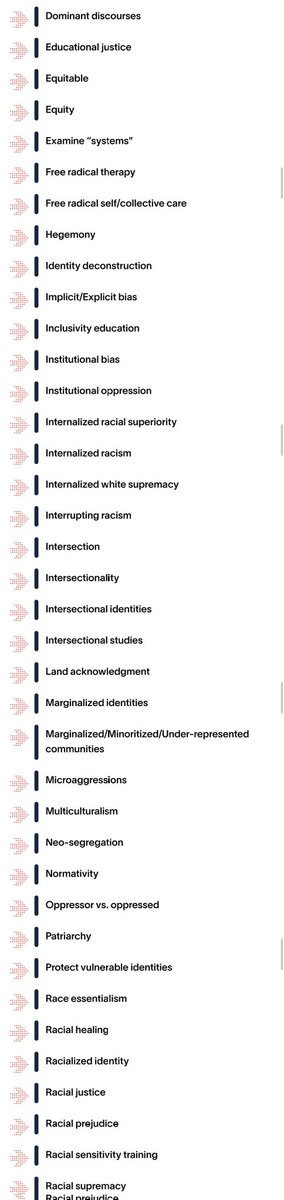 Dominant discourses
Educational justice
Equitable
Equity
Examine “systems”
Free radical therapy
Free radical self/collective care
Hegemony
Identity deconstruction
Implicit/Explicit bias
Inclusivity education
Institutional bias
Institutional oppression
Internalized racial superiority
Internalized racism
Internalized white supremacy
Interrupting racism
Intersection
Intersectionality
Intersectional identities
Intersectional studies
Land acknowledgment
Marginalized identities
Marginalized/Minoritized/Under-represented
communities
Microaggressions
Multiculturalism
Neo-segregation
Normativity
Oppressor vs. oppressed
Patriarchy
Protect vulnerable identities
Race essentialism
Racial healing
Racialized identity
Racial justice
Racial prejudice
Racial sensitivity training
Racial supremacy
Racial prejudice